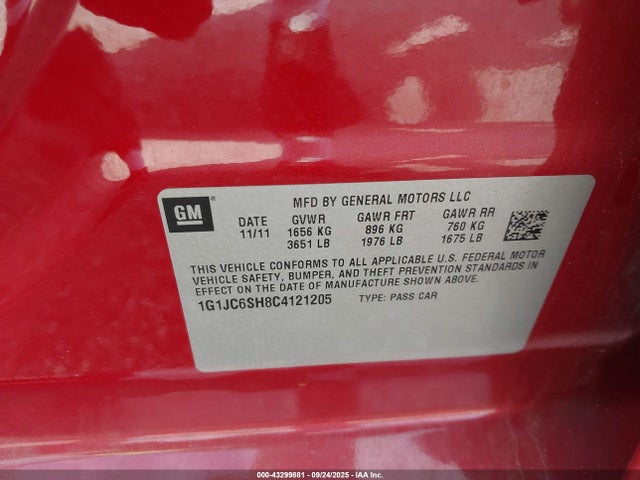 GM
MFD BY GENERAL MOTORS LLC
DATE GVWR GAWR FRT GAWR RR
11/11 1656 KG 896 KG 760 KG
3651 LB 1976 LB 1675 LB
THIS VEHICLE CONFORMS TO ALL APPLICABLE U.S. FEDERAL MOTOR
VEHICLE SAFETY, BUMPER, AND THEFT PREVENTION STANDARDS IN
EFFECT ON THE DATE OF MANUFACTURE SHOWN ABOVE.
1G1JC6SH8C4121205 TYPE: PASS CAR
000-43299881 - 09/24/2025 - IAA Inc.